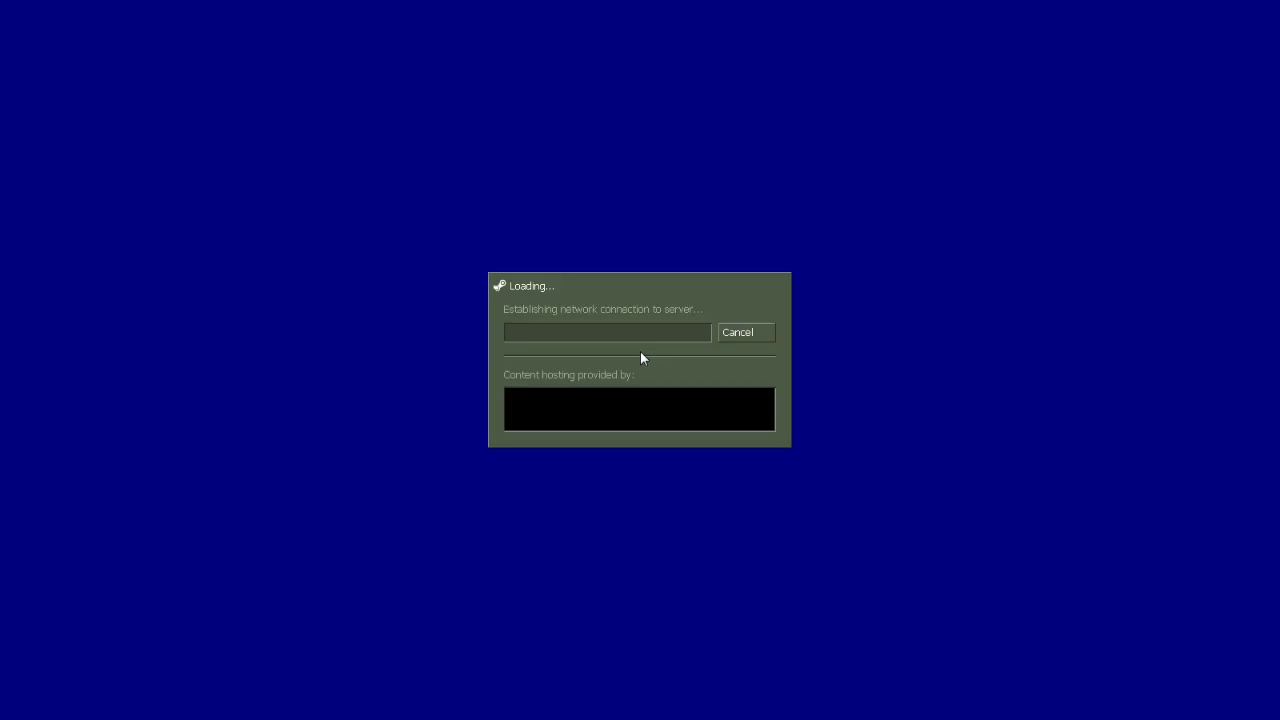 Loading...
Establishing network connection to server...
Cancel
Content hosting provided by: